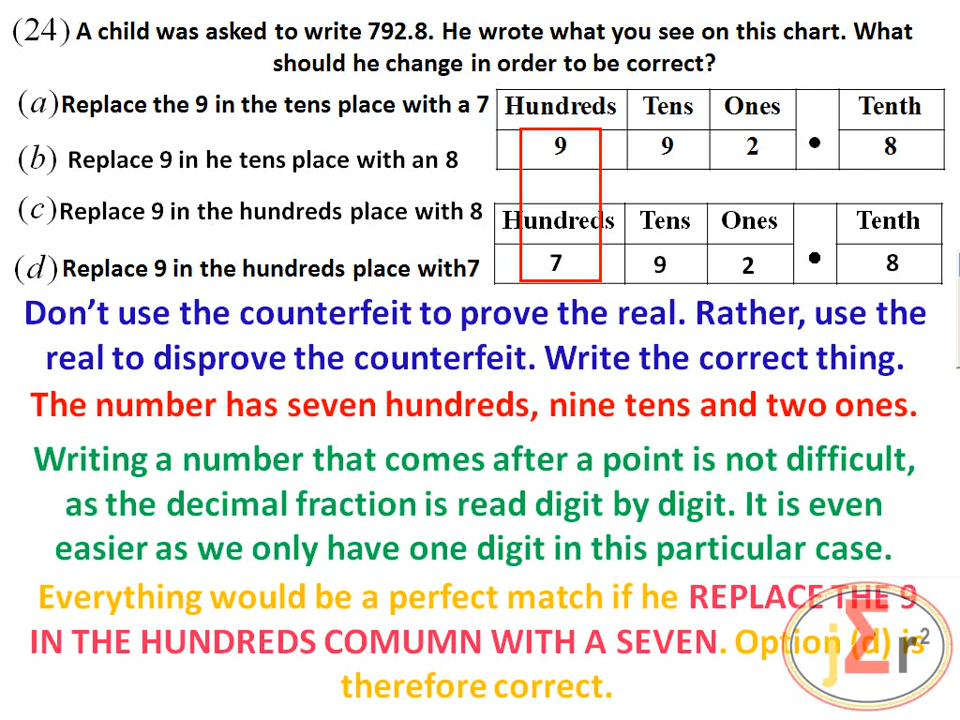 (24) A child was asked to write 792.8. He wrote what you see on this chart. What
should he change in order to be correct?
(a)Replace the 9 in the tens place with a 7
(b) Replace 9 in he tens place with an 8
(c)Replace 9 in the hundreds place with 8
(d) Replace 9 in the hundreds place with7
Hundreds Tens Ones . Tenth
9 9 2 . 8
Hundreds Tens Ones . Tenth
7 9 2 . 8
Don't use the counterfeit to prove the real. Rather, use the
real to disprove the counterfeit. Write the correct thing.
The number has seven hundreds, nine tens and two ones.
Writing a number that comes after a point is not difficult,
as the decimal fraction is read digit by digit. It is even
easier as we only have one digit in this particular case.
Everything would be a perfect match if he REPLACE THE 9
IN THE HUNDREDS COMUMN WITH A SEVEN. Option (d) is
therefore correct.
jΣr²